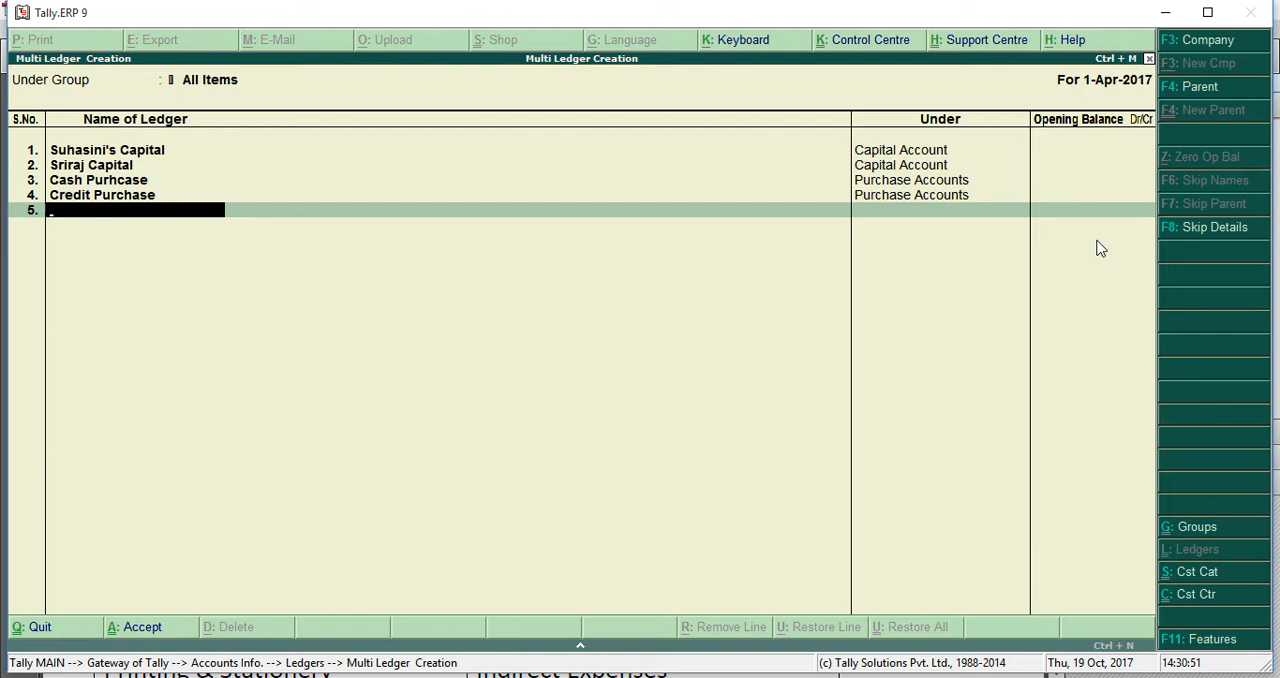 Tally.ERP 9
P: Print E: Export M: E-Mail O: Upload S: Shop G: Language K: Keyboard K: Control Centre H: Support Centre H: Help
Multi Ledger Creation Multi Ledger Creation Ctrl + M
Under Group : All Items For 1-Apr-2017
S.No. Name of Ledger Under Opening Balance Dr/Cr
1. Suhasini's Capital Capital Account
2. Sriraj Capital Capital Account
3. Cash Purhcase Purchase Accounts
4. Credit Purchase Purchase Accounts
5.
F3: Company
F3: New Cmp
F4: Parent
F4: New Parent
Z: Zero Op Bal
F6: Skip Names
F7: Skip Parent
F8: Skip Details
G: Groups
L: Ledgers
S: Cst Cat
C: Cst Ctr
F11: Features
Q: Quit A: Accept D: Delete R: Remove Line U: Restore Line U: Restore All
Ctrl + N
Tally MAIN --> Gateway of Tally --> Accounts Info. --> Ledgers --> Multi Ledger Creation (c) Tally Solutions Pvt. Ltd., 1988-2014 Thu, 19 Oct, 2017 14:30:51
Printing & Stationery Indirect Expenses